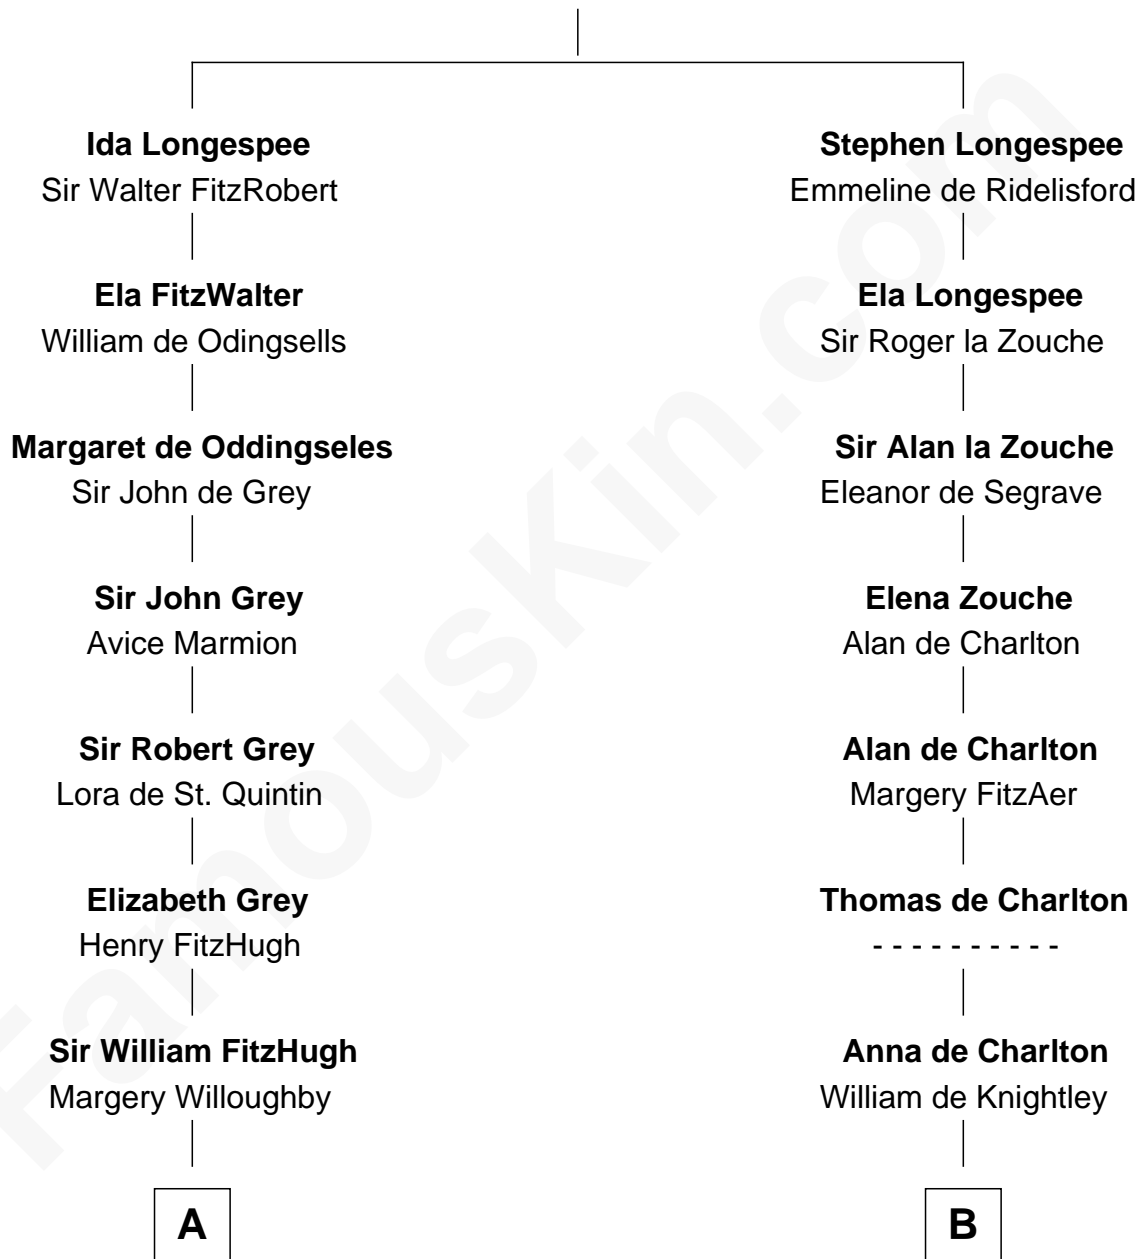 Ida Longespee
Sir Walter FitzRobert
Ela FitzWalter
William de Odingsells
Margaret de Oddingseles
Sir John de Grey
Sir John Grey
Avice Marmion
Sir Robert Grey
Lora de St. Quintin
Elizabeth Grey
Henry FitzHugh
Sir William FitzHugh
Margery Willoughby
A
Stephen Longespee
Emmeline de Ridelisford
Ela Longespee
Sir Roger la Zouche
Sir Alan la Zouche
Eleanor de Segrave
Elena Zouche
Alan de Charlton
Alan de Charlton
Margery FitzAer
Thomas de Charlton
- - - - - - - - - -
Anna de Charlton
William de Knightley
B
FamousKin.com